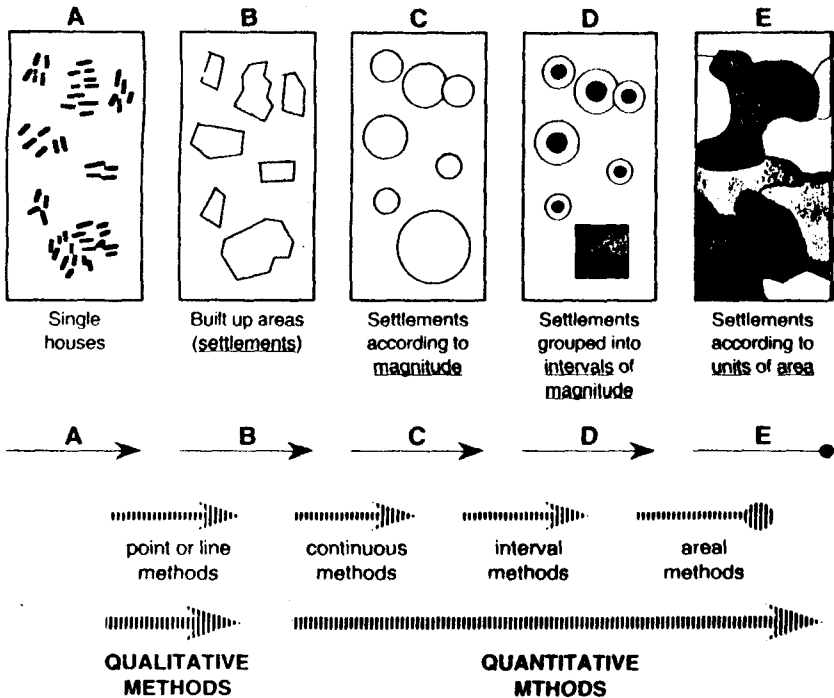 A B C D E
Single
houses
Built up areas
(settlements)
Settlements
according to
magnitude
Settlements
grouped into
intervals of
magnitude
Settlements
according to
units of area
A B C D E
point or line
methods
continuous
methods
interval
methods
areal
methods
QUALITATIVE
METHODS
QUANTITATIVE
MTHODS